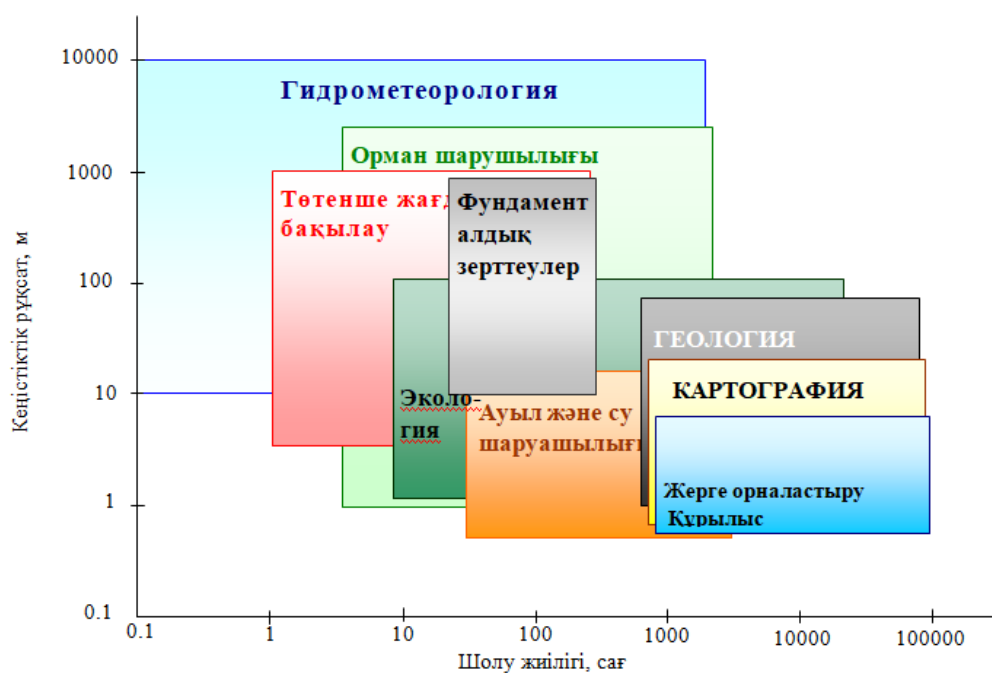 10000
Гидрометеорология
Орман шарушылығы
1000
Төтенше жағд
бақылау
Фундамент
алдық
зерттеулер
Кеңістіктік рұқсат, м
100
ГЕОЛОГИЯ
КАРТОГРАФИЯ
10
Эколо-
гия
Ауыл және су
шаруашылығы
Жерге орналастыру
Құрылыс
1
0.1
0.1
1
10
100
1000
10000
100000
Шолу жиілігі, сағ